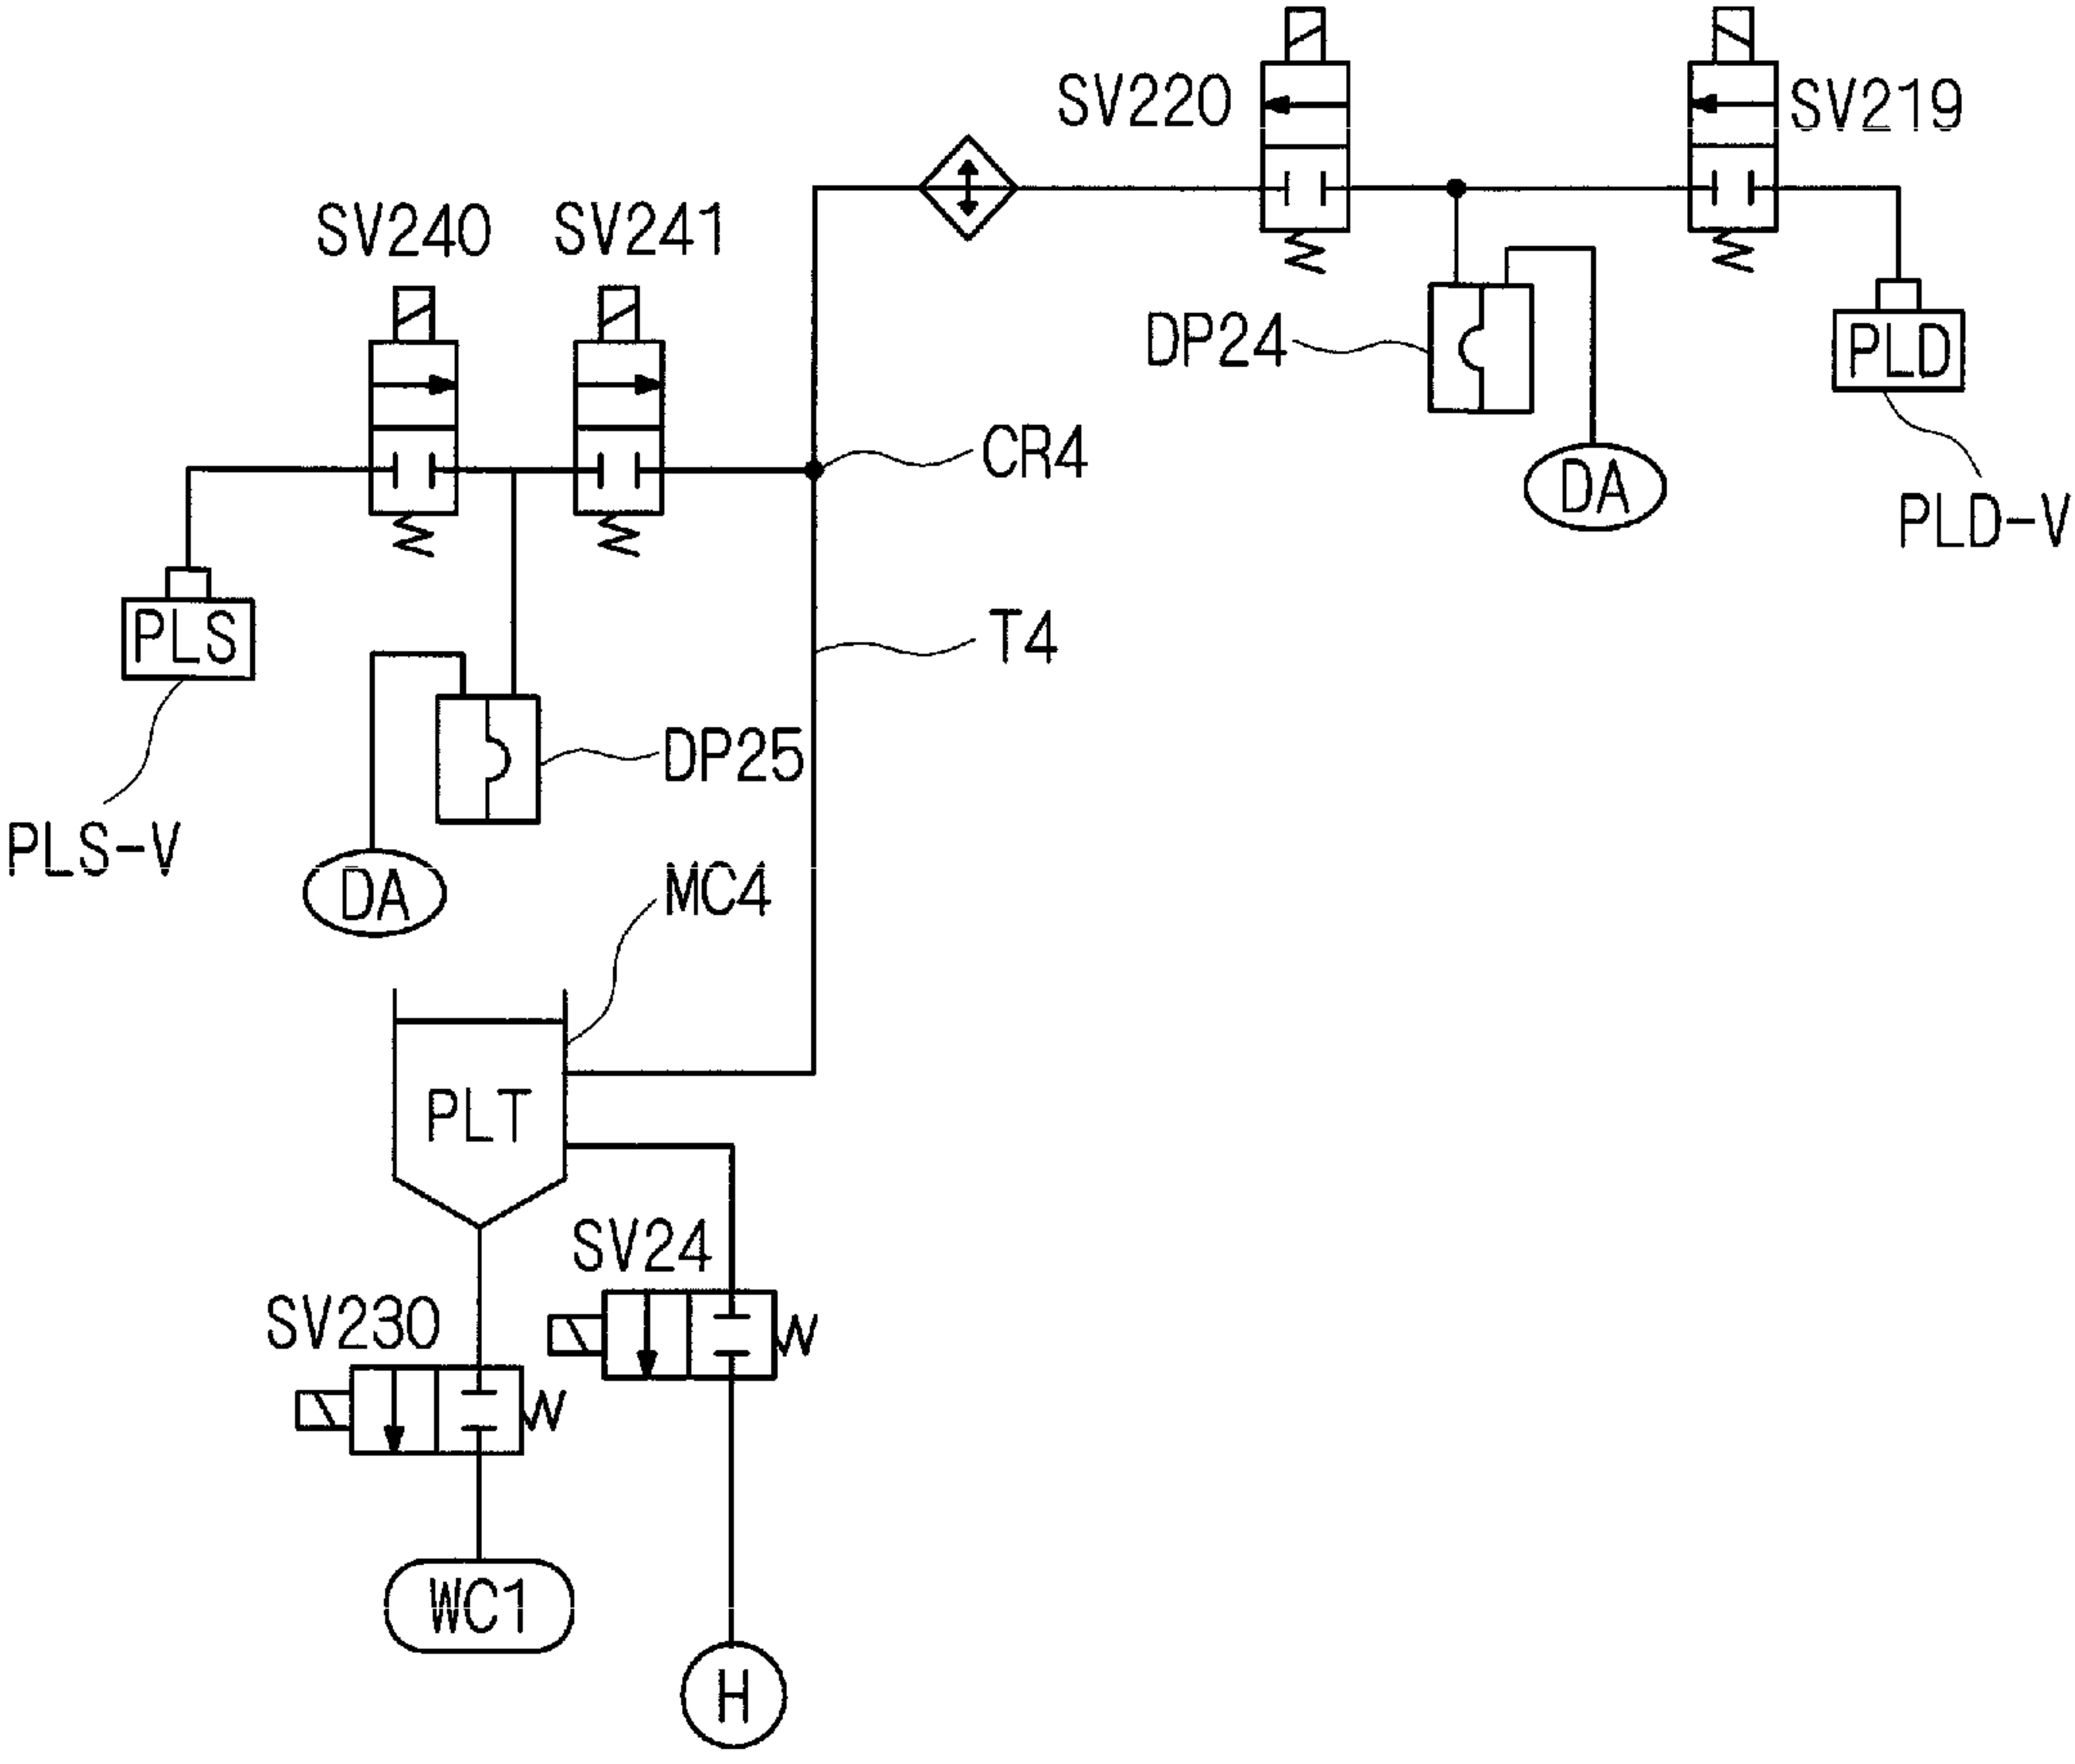 SV220
SV219
SV240
SV241
DP24
PLD
CR4
DA
PLD-V
PLS
T4
DP25
PLS-V
DA
MC4
PLT
SV24
SV230
WC1
H